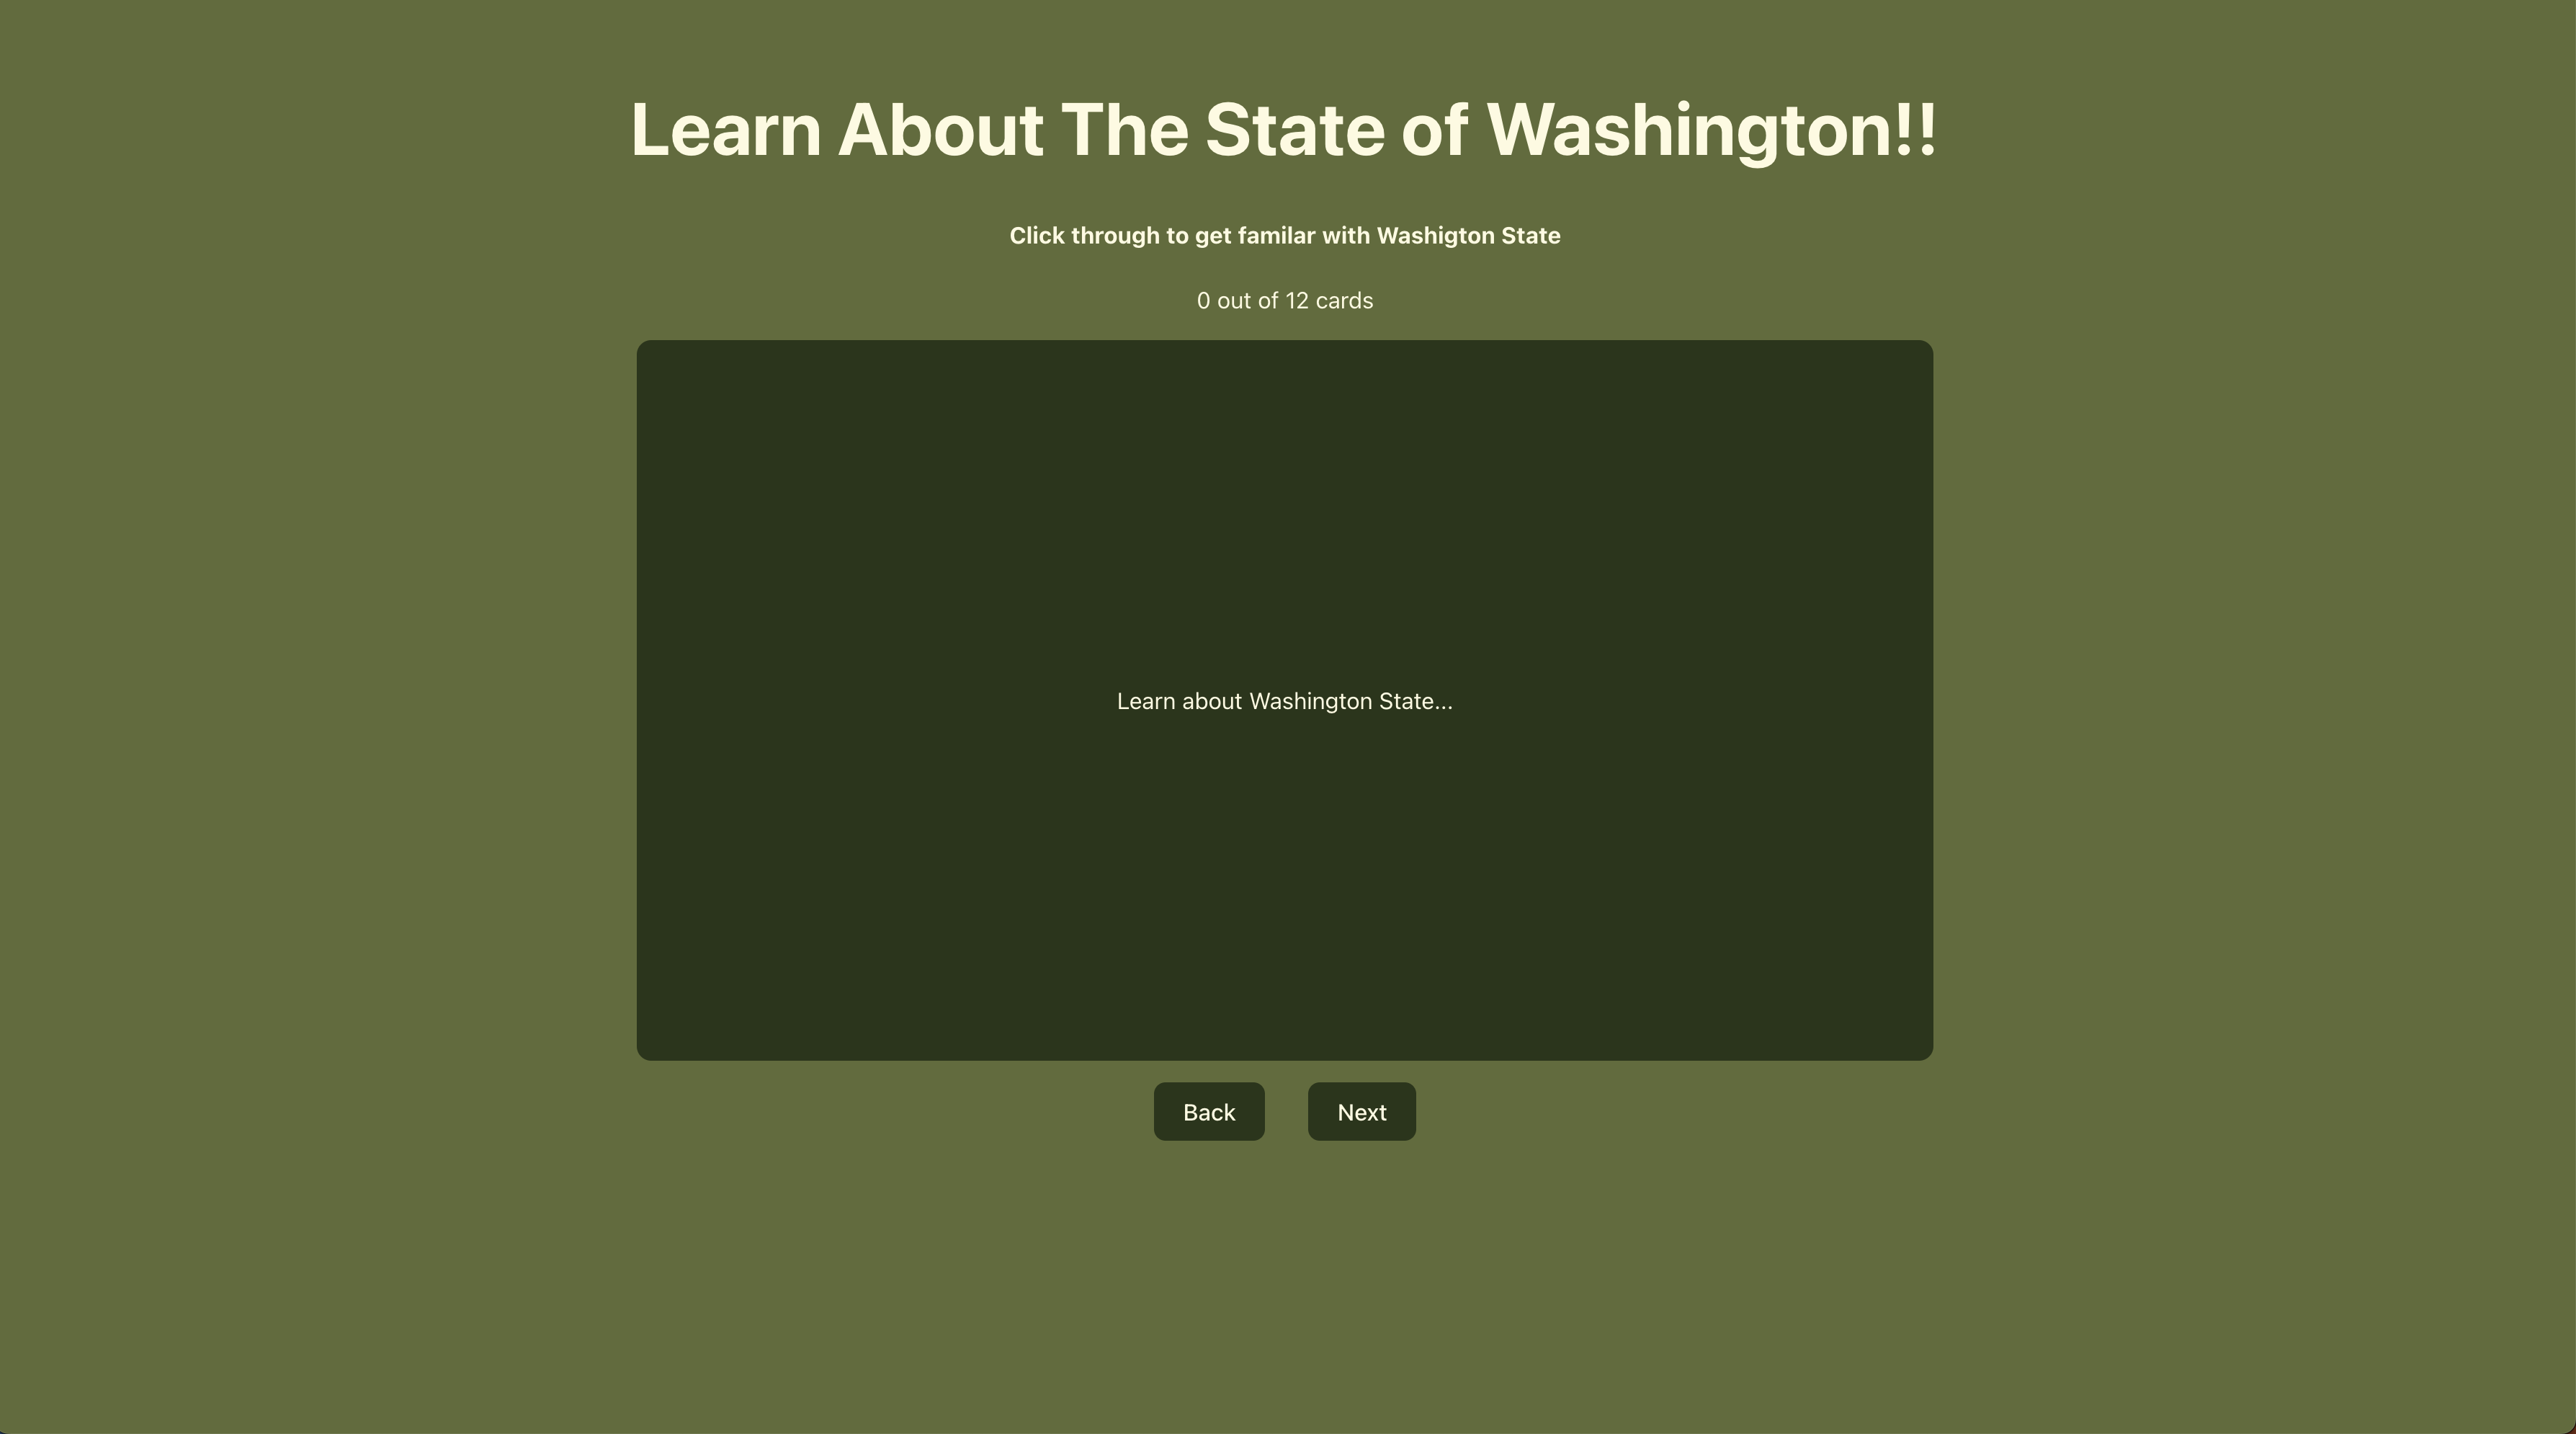 Learn About The State of Washington!!
Click through to get familar with Washigton State
0 out of 12 cards
Learn about Washington State...
Back
Next